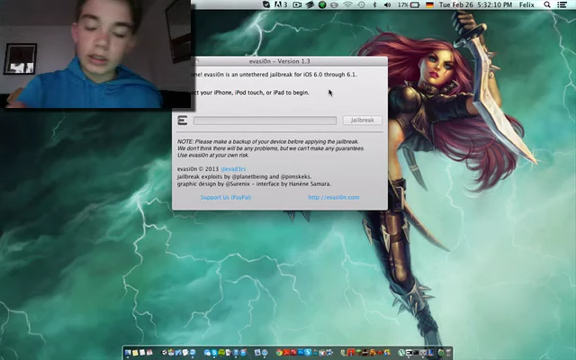 3
17%
Tue Feb 26 5:32:10 PM Felix
evasi0n – Version 1.3
ome! evasi0n is an untethered jailbreak for iOS 6.0 through 6.1.
ct your iPhone, iPod touch, or iPad to begin.
Jailbreak
NOTE: Please make a backup of your device before applying the jailbreak.
We don't think there will be any problems, but we can't make any guarantees.
Use evasi0n at your own risk.
evasi0n © 2013 @evad3rs
jailbreak exploits by @planetbeing and @pimskeks.
graphic design by @Surenix – interface by Hanéne Samara.
Support Us (PayPal)
http://evasi0n.com